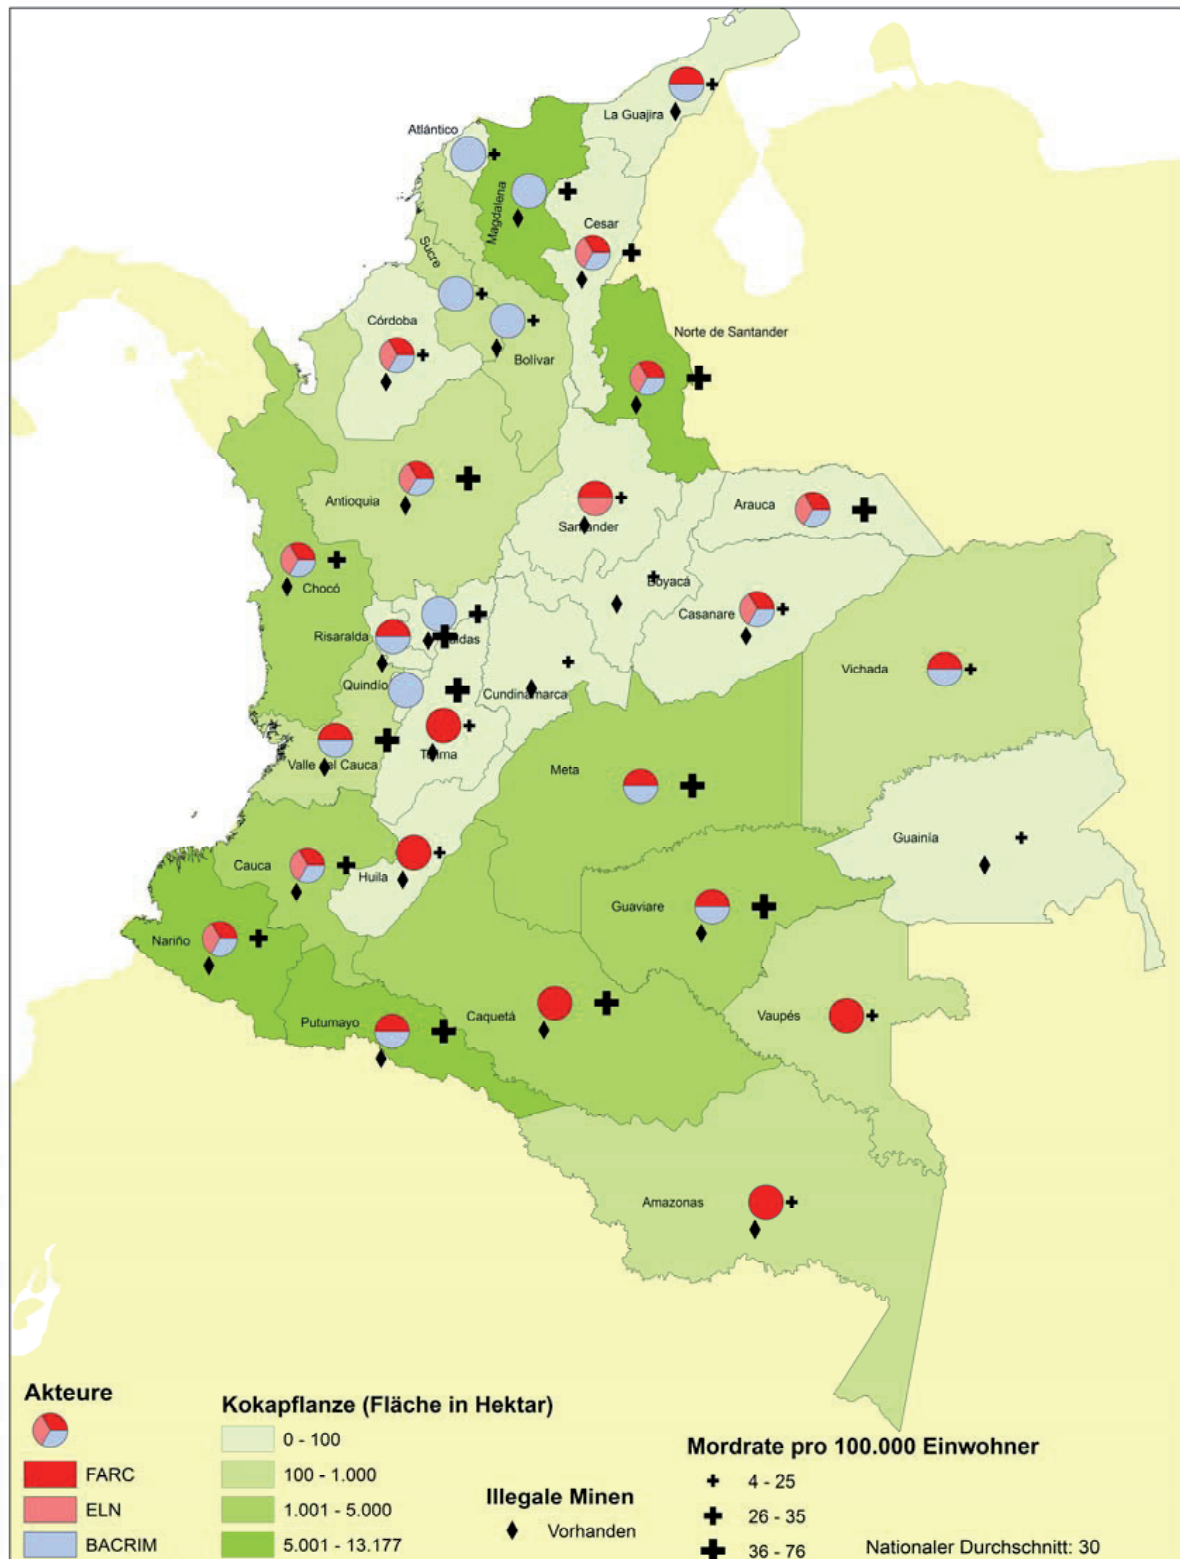 La Guajira
Atlántico
Magdalena
Cesar
Sucre
Córdoba
Bolívar
Norte de Santander
Antioquia
Santander
Arauca
Chocó
Boyacá
Casanare
Risaralda
Quindío
Cundinamarca
Vichada
Valle del Cauca
Tolima
Meta
Guainía
Cauca
Huila
Guaviare
Nariño
Putumayo
Caquetá
Vaupés
Amazonas
Akteure
FARC
ELN
BACRIM
Kokapflanze (Fläche in Hektar)
0 - 100
100 - 1.000
1.001 - 5.000
5.001 - 13.177
Illegale Minen
Vorhanden
Mordrate pro 100.000 Einwohner
4 - 25
26 - 35
36 - 76
Nationaler Durchschnitt: 30